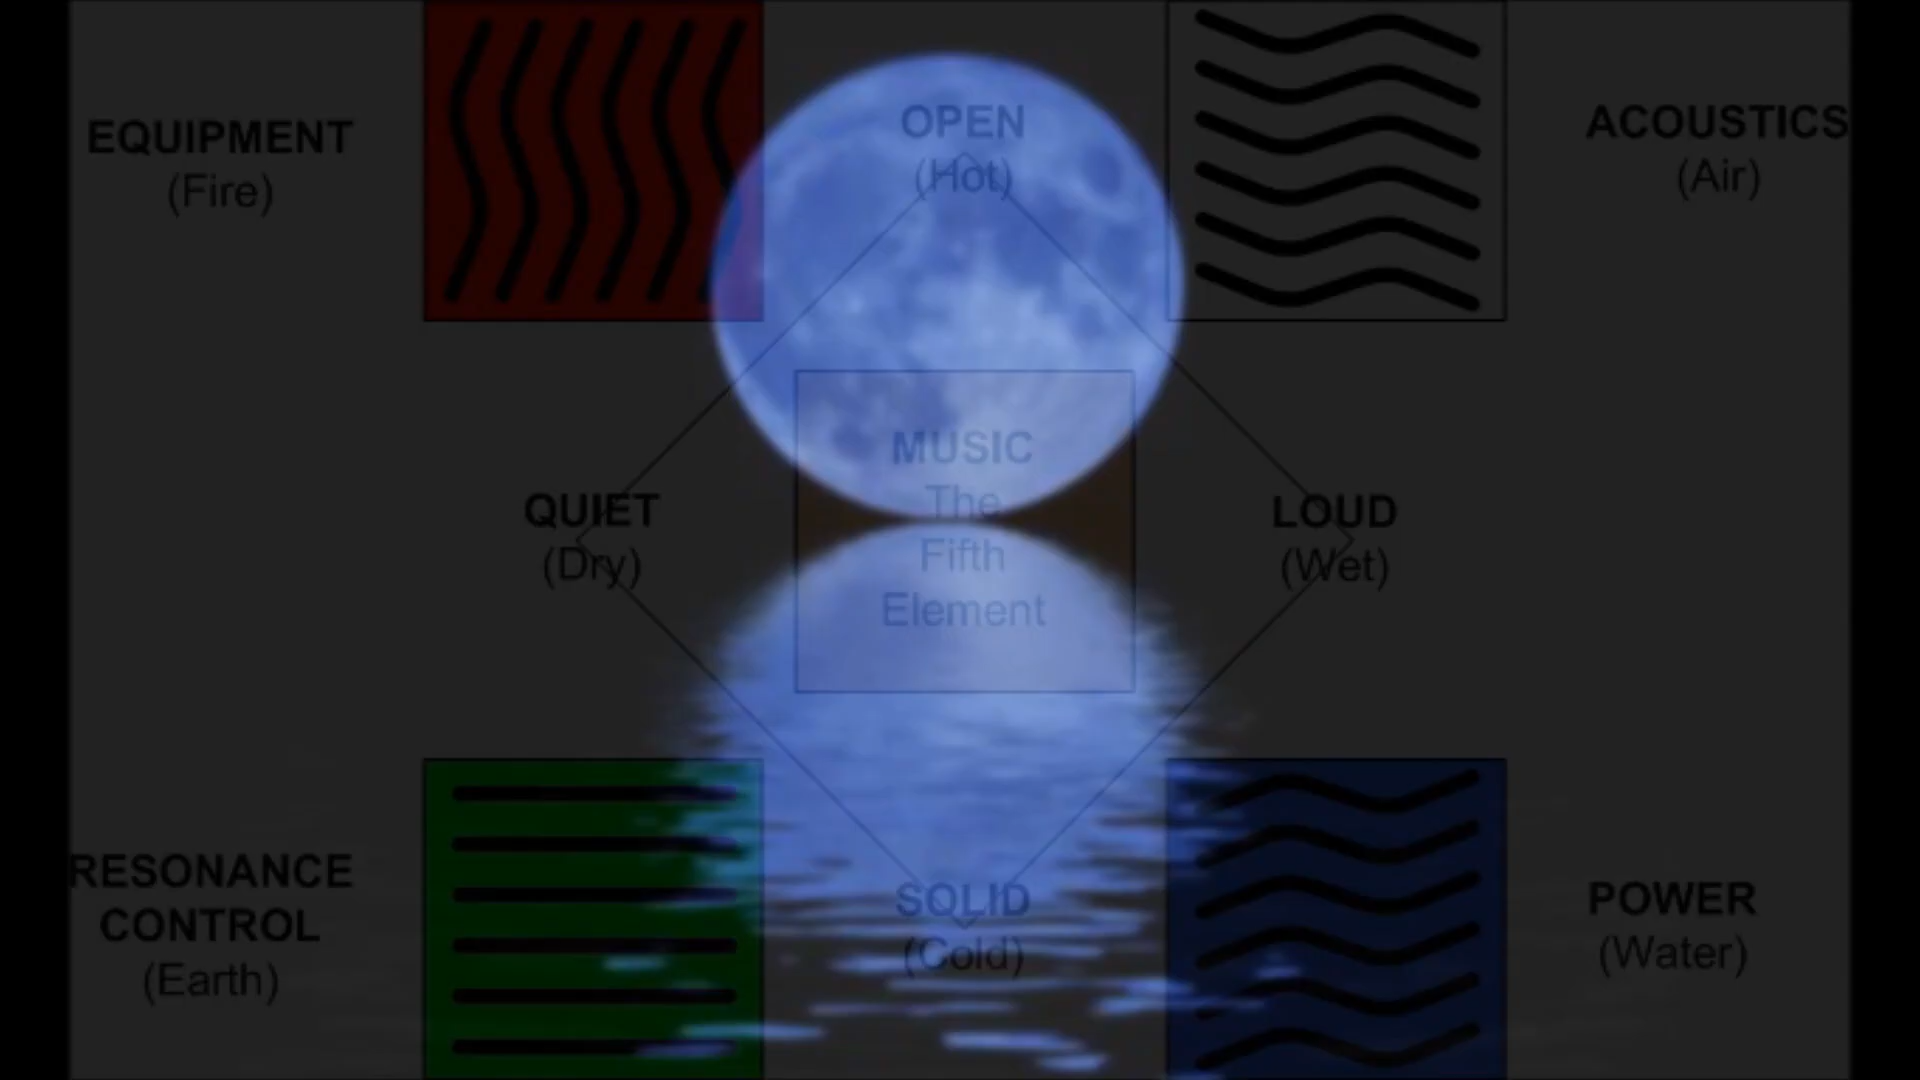 EQUIPMENT
(Fire)
OPEN
(Hot)
ACOUSTICS
(Air)
QUIET
(Dry)
MUSIC
The
Fifth
Element
LOUD
(Wet)
RESONANCE
CONTROL
(Earth)
SOLID
(Cold)
POWER
(Water)